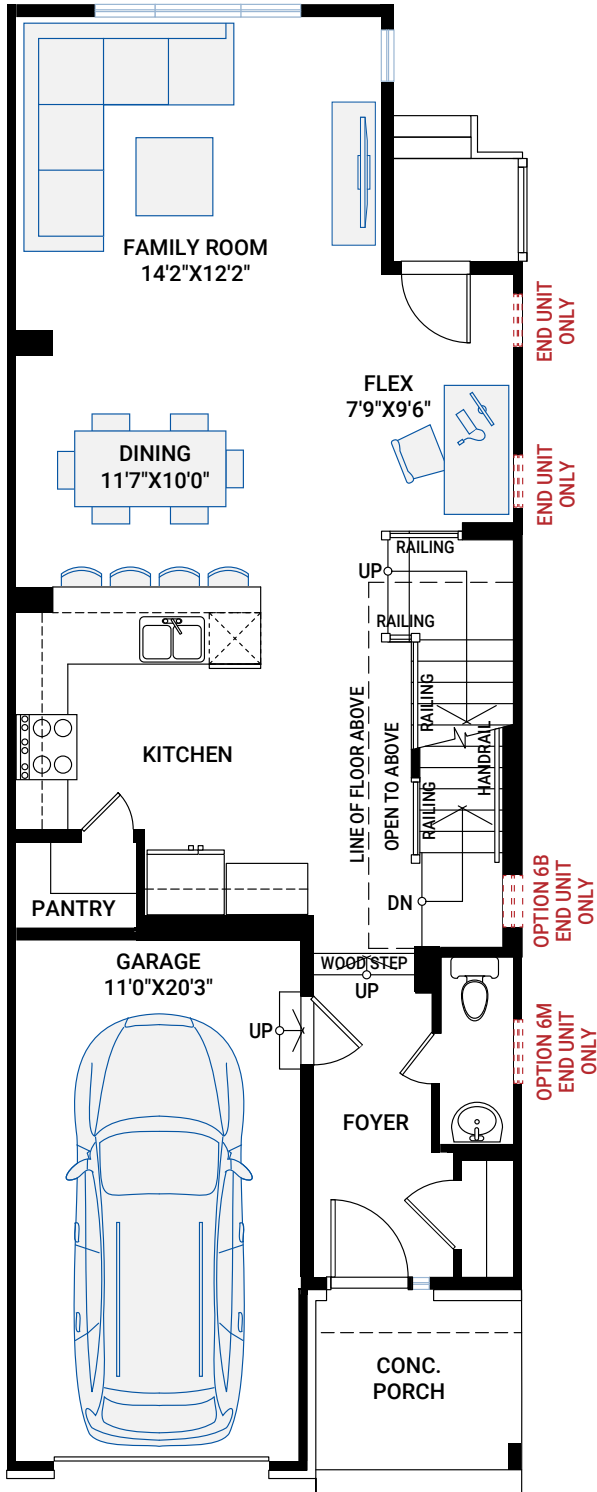 FAMILY ROOM
14'2"X12'2"
END UNIT
ONLY
FLEX
7'9"X9'6"
DINING
11'7"X10'0"
END UNIT
ONLY
RAILING
UP
RAILING
LINE OF FLOOR ABOVE
OPEN TO ABOVE
RAILING
HANDRAIL
RAILING
KITCHEN
PANTRY
DN
OPTION 6B
END UNIT
ONLY
GARAGE
11'0"X20'3"
WOOD STEP
UP
UP
OPTION 6M
END UNIT
ONLY
FOYER
CONC.
PORCH